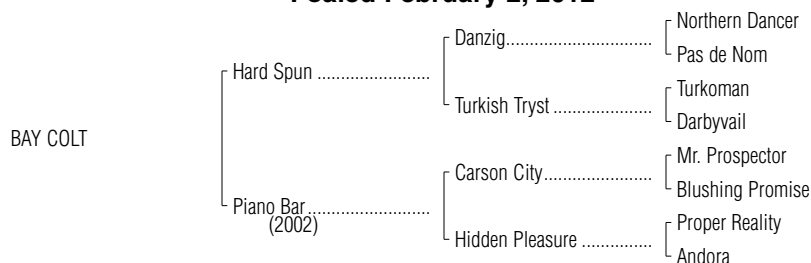 Foaled February 2, 2012
Northern Dancer
Danzig
Pas de Nom
Hard Spun
Turkoman
Turkish Tryst
Darbyvail
BAY COLT
Mr. Prospector
Carson City
Blushing Promise
Piano Bar
(2002)
Proper Reality
Hidden Pleasure
Andora